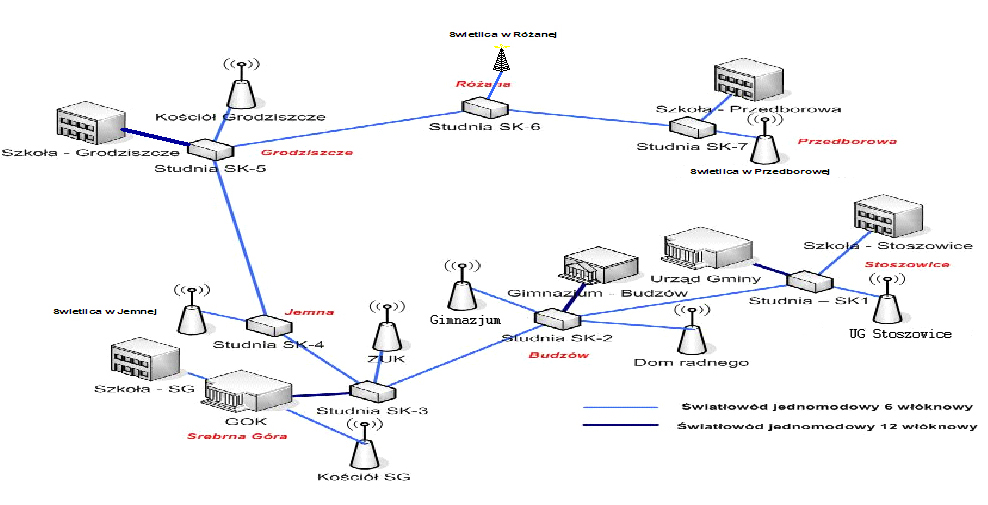 Swietlica w Różanej
Różana
Kościół Grodziszcze
Szkoła - Przedborowa
Studnia SK-6
Szkoła - Grodziszcze
Grodziszcze
Studnia SK-7
Przedborowa
Studnia SK-5
Swietlica w Przedborowej
Szkoła - Stoszowice
Stoszowice
Urząd Gminy
Gimnazjum - Budzów
Studnia – SK1
Swietlica w Jemnej
Jemna
Gimnazjum
UG Stoszowice
Studnia SK-4
Studnia SK-2
ZUK
Budzów
Dom radnego
Szkoła - SG
Studnia SK-3
GOK
Srebrna Góra
Światłowód jednomodowy 6 włóknowy
Światłowód jednomodowy 12 włóknowy
Kościół SG